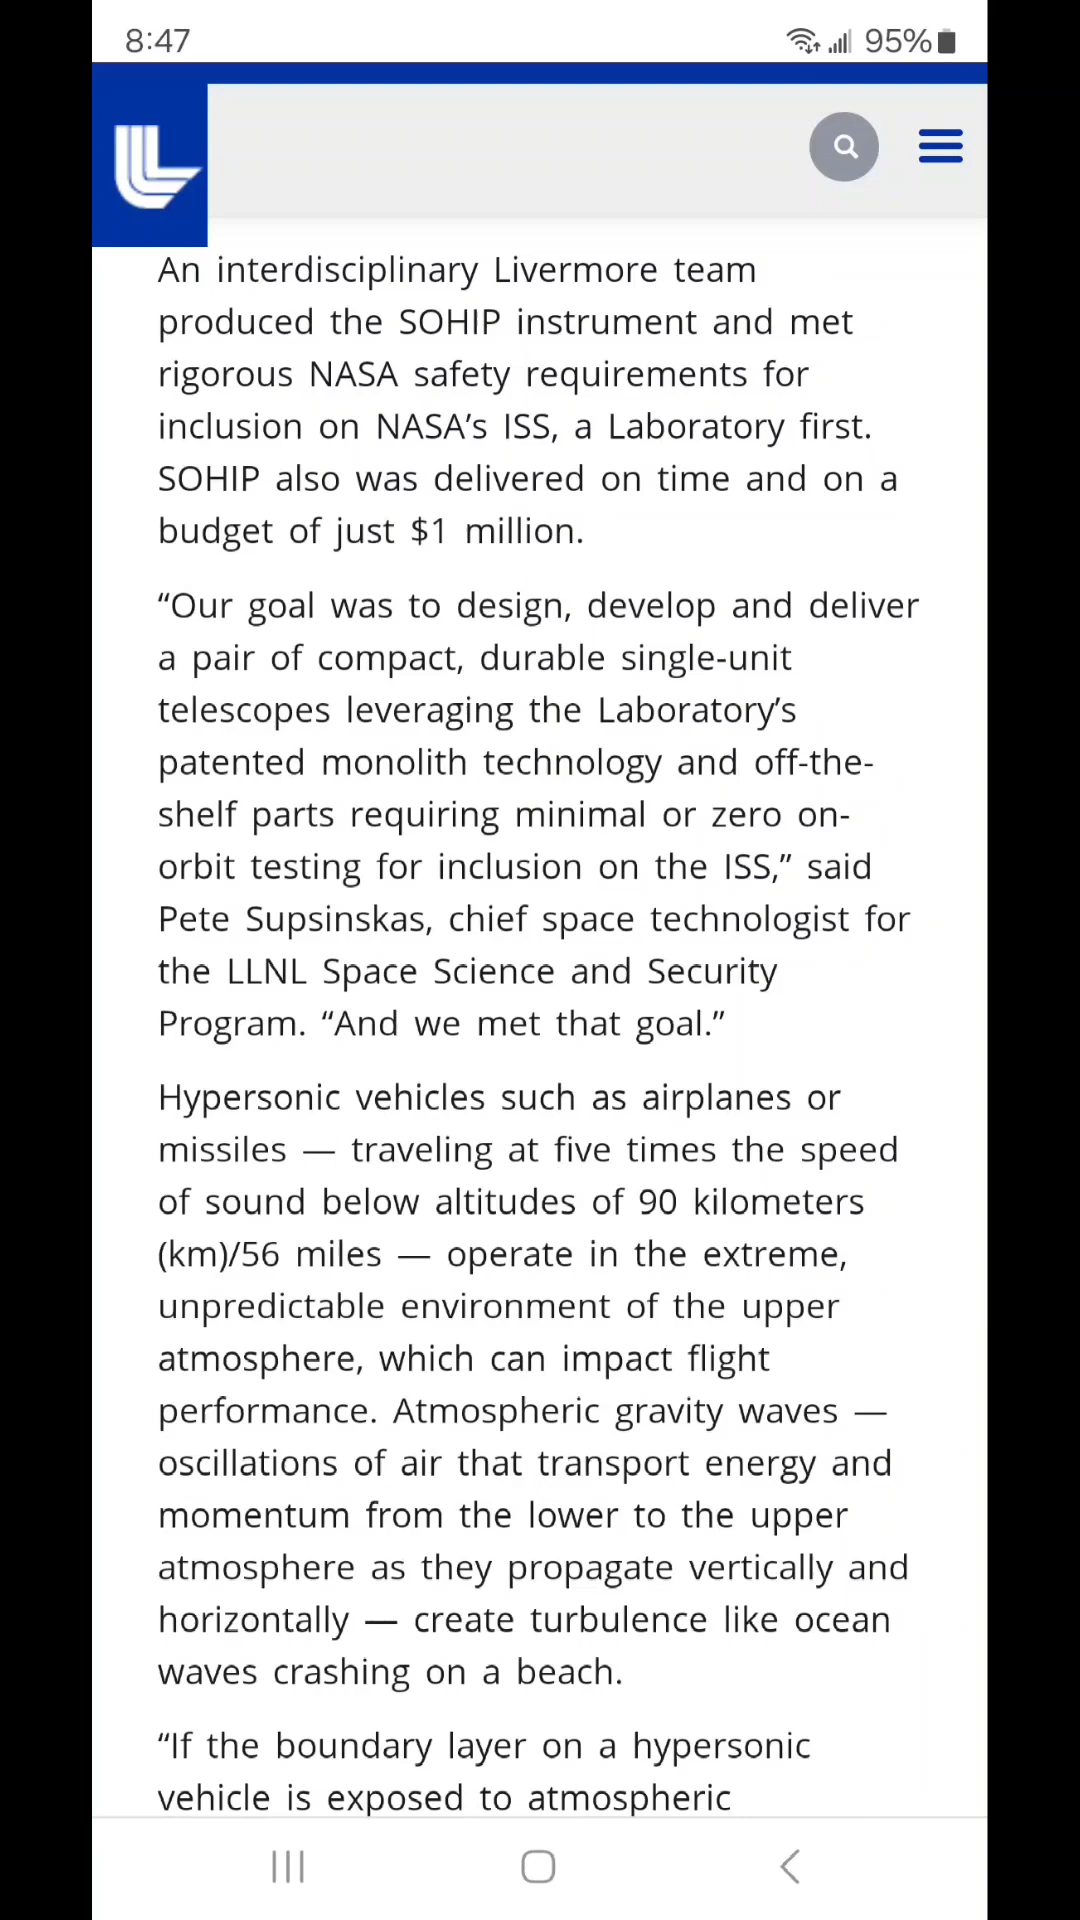 8:47
95%
An interdisciplinary Livermore team
produced the SOHIP instrument and met
rigorous NASA safety requirements for
inclusion on NASA’s ISS, a Laboratory first.
SOHIP also was delivered on time and on a
budget of just $1 million.
“Our goal was to design, develop and deliver
a pair of compact, durable single-unit
telescopes leveraging the Laboratory’s
patented monolith technology and off-the-
shelf parts requiring minimal or zero on-
orbit testing for inclusion on the ISS,” said
Pete Supsinskas, chief space technologist for
the LLNL Space Science and Security
Program. “And we met that goal.”
Hypersonic vehicles such as airplanes or
missiles — traveling at five times the speed
of sound below altitudes of 90 kilometers
(km)/56 miles — operate in the extreme,
unpredictable environment of the upper
atmosphere, which can impact flight
performance. Atmospheric gravity waves —
oscillations of air that transport energy and
momentum from the lower to the upper
atmosphere as they propagate vertically and
horizontally — create turbulence like ocean
waves crashing on a beach.
“If the boundary layer on a hypersonic
vehicle is exposed to atmospheric